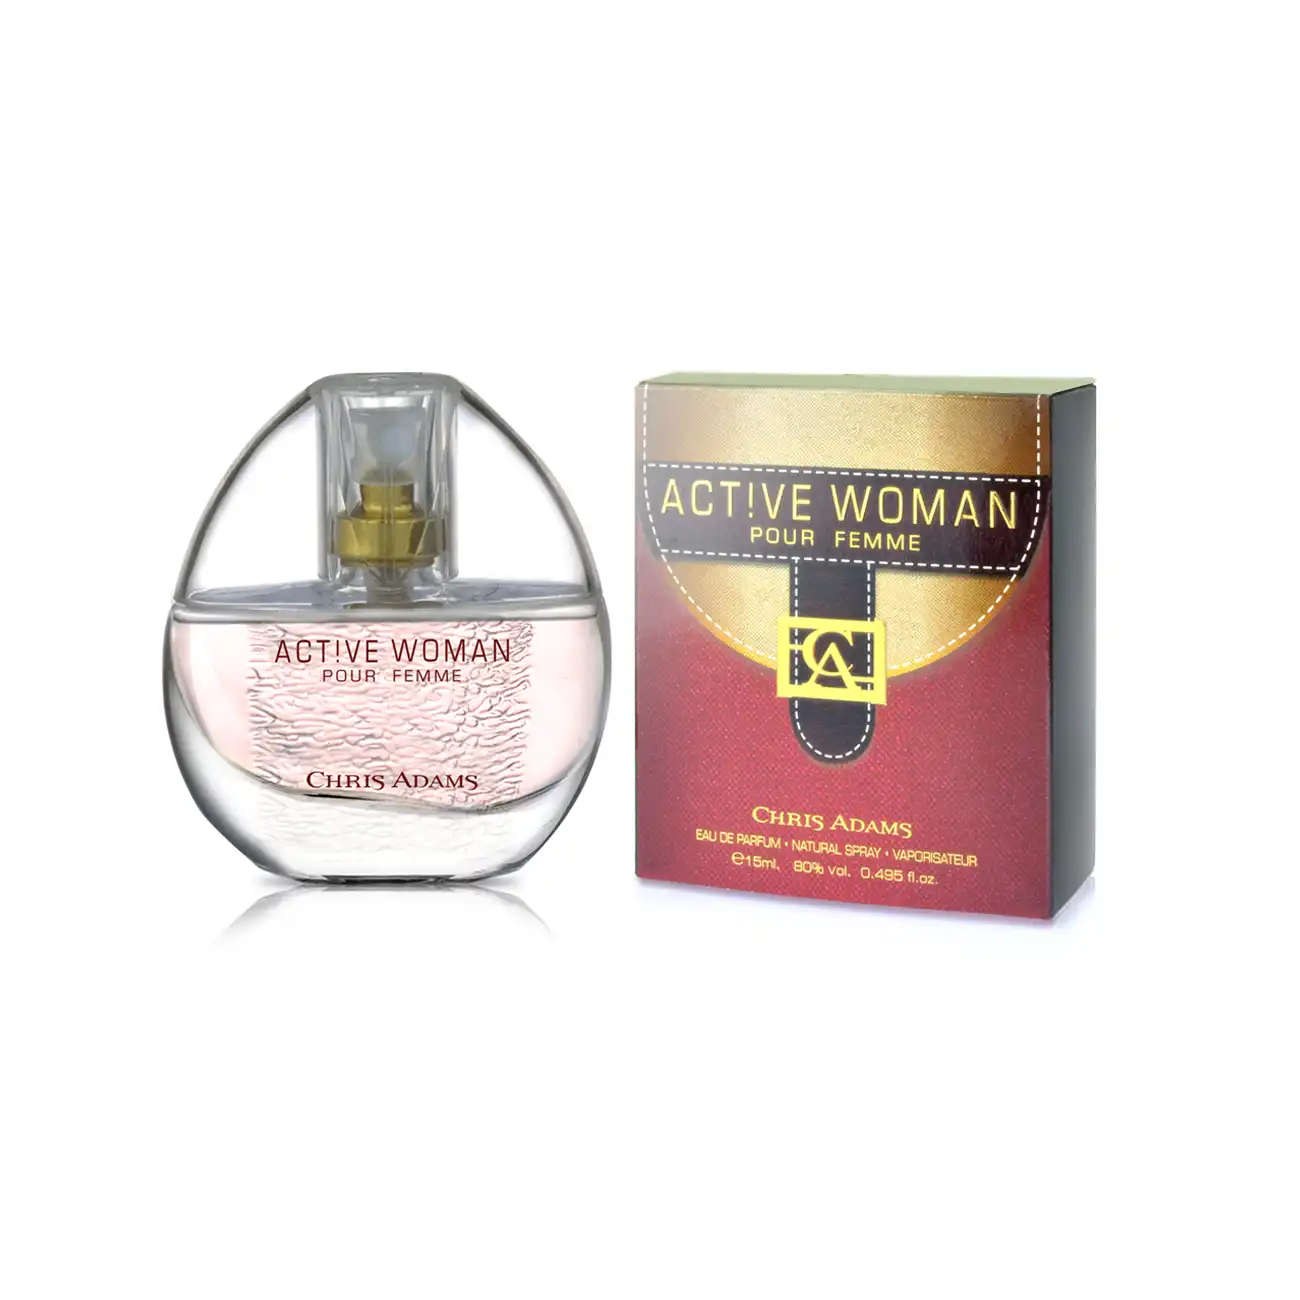 ACT!VE WOMAN
POUR FEMME
CHRIS ADAMS
ACT!VE WOMAN
POUR FEMME
CA
CHRIS ADAMS
EAU DE PARFUM • NATURAL SPRAY • VAPORISATEUR
℮15ml. 80% vol. 0.495 fl.oz.